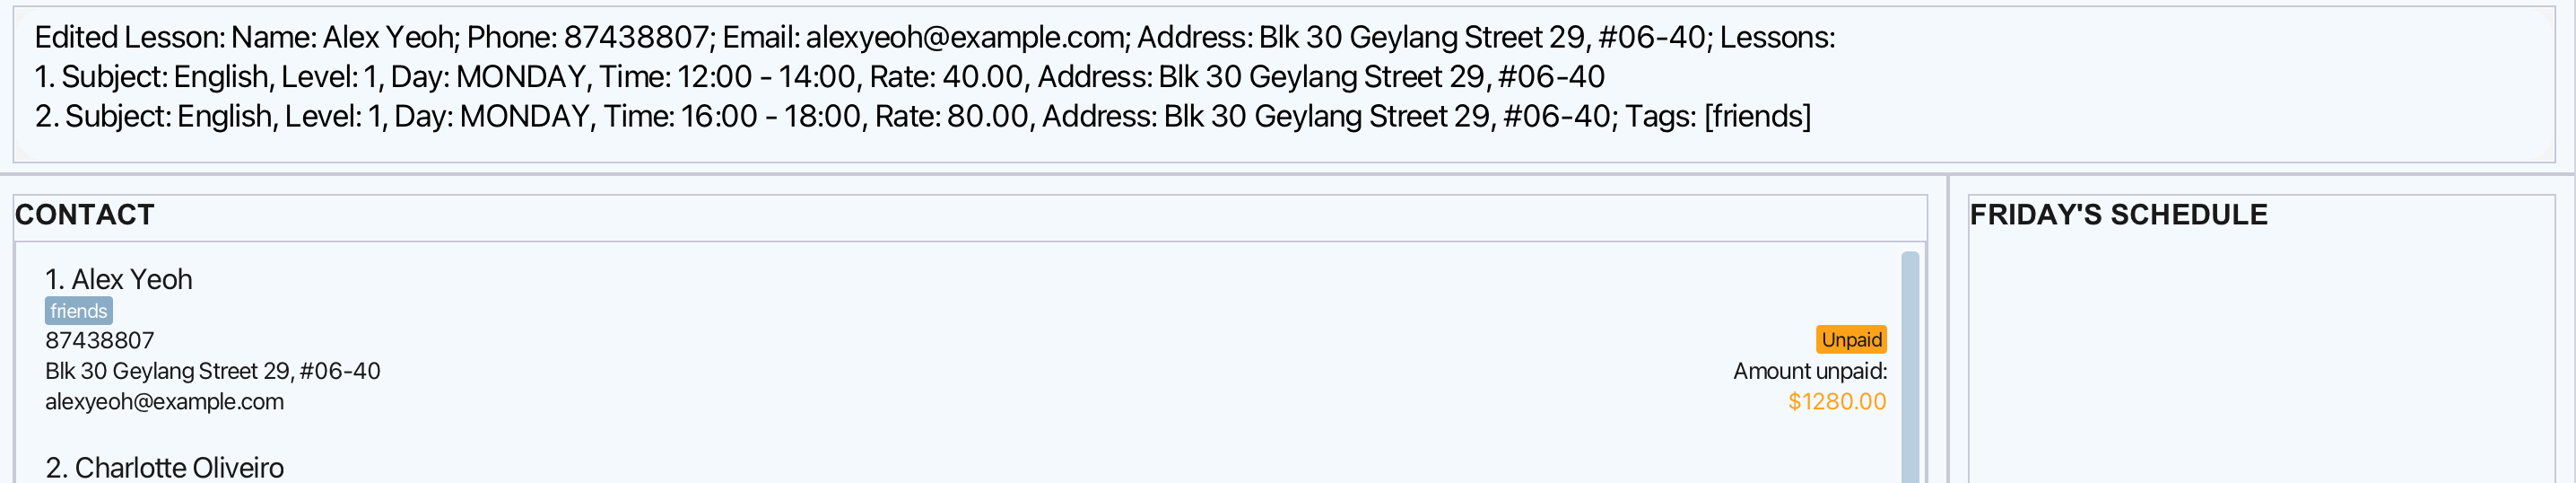 Edited Lesson: Name: Alex Yeoh; Phone: 87438807; Email: alexyeoh@example.com; Address: Blk 30 Geylang Street 29, #06-40; Lessons:
1. Subject: English, Level: 1, Day: MONDAY, Time: 12:00 - 14:00, Rate: 40.00, Address: Blk 30 Geylang Street 29, #06-40
2. Subject: English, Level: 1, Day: MONDAY, Time: 16:00 - 18:00, Rate: 80.00, Address: Blk 30 Geylang Street 29, #06-40; Tags: [friends]
CONTACT
1. Alex Yeoh
friends
87438807
Blk 30 Geylang Street 29, #06-40
alexyeoh@example.com
Unpaid
Amount unpaid:
$1280.00
2. Charlotte Oliveiro
FRIDAY'S SCHEDULE